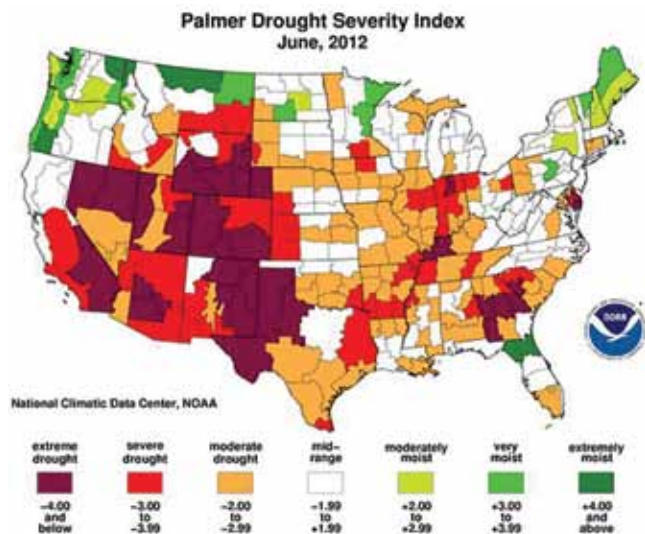 Palmer Drought Severity Index
June, 2012
National Climatic Data Center, NOAA
extreme drought
severe drought
moderate drought
mid-range
moderately moist
very moist
extremely moist
-4.00 and below
-3.00 to -3.99
-2.00 to -2.99
-1.99 to +1.99
+2.00 to +2.99
+3.00 to +3.99
+4.00 and above